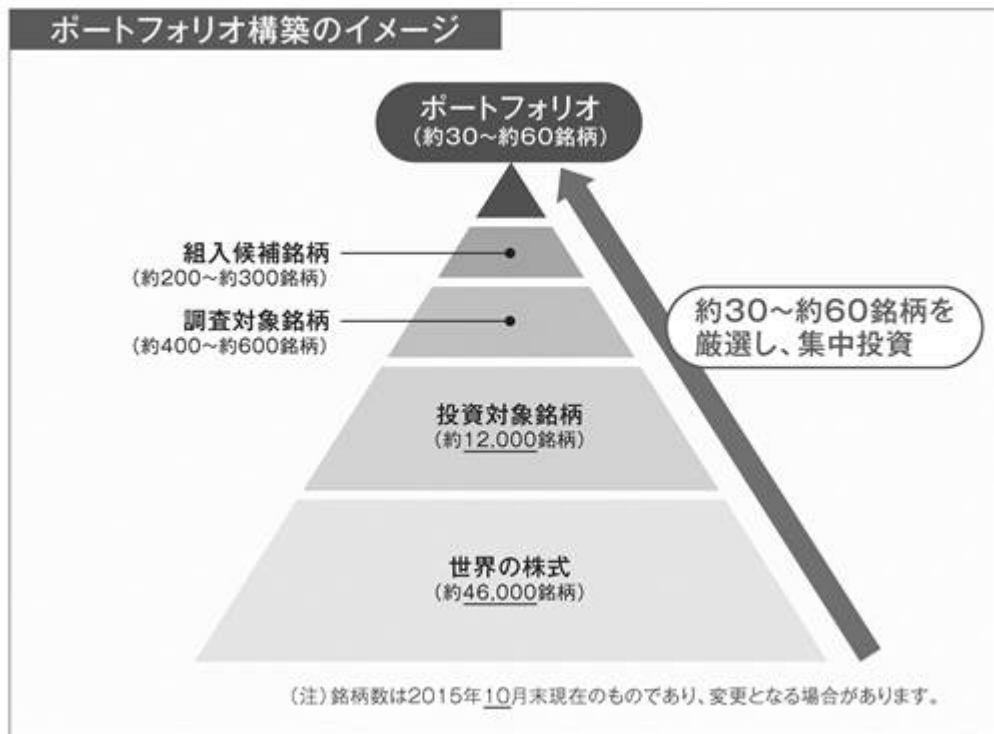 ポートフォリオ構築のイメージ
ポートフォリオ
(約30〜約60銘柄)
組入候補銘柄
(約200〜約300銘柄)
調査対象銘柄
(約400〜約600銘柄)
約30〜約60銘柄を
厳選し、集中投資
投資対象銘柄
(約12,000銘柄)
世界の株式
(約46,000銘柄)
(注)銘柄数は2015年10月末現在のものであり、変更となる場合があります。